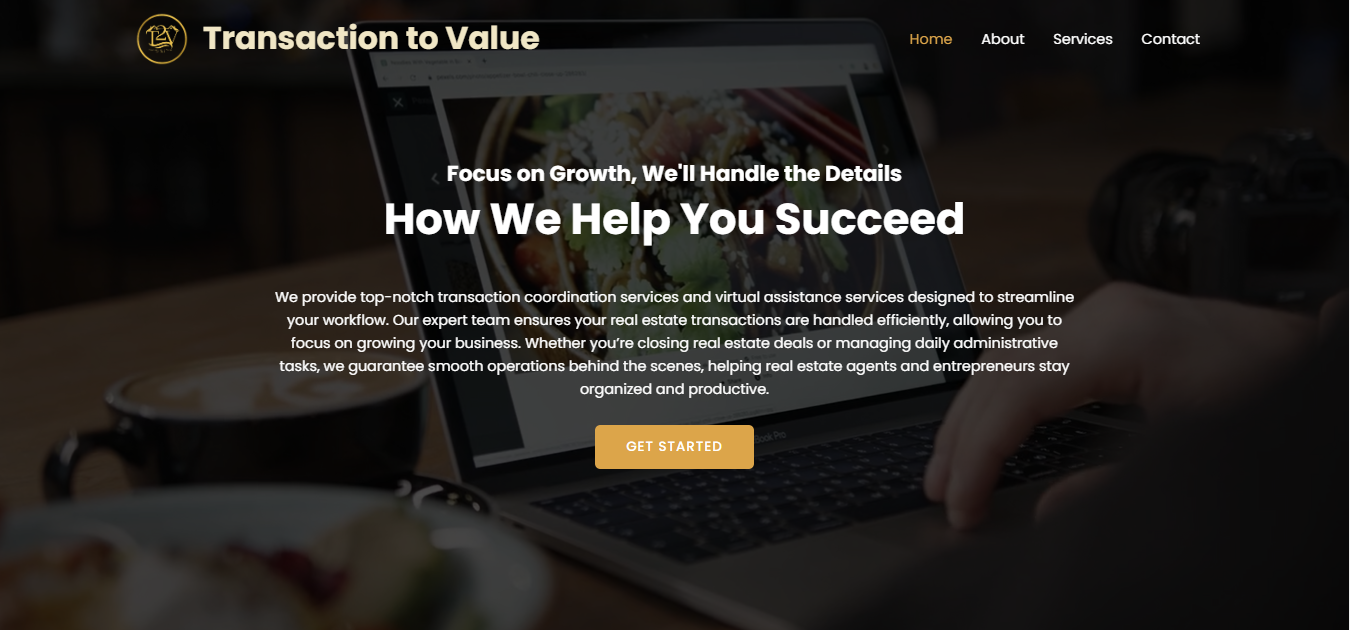 T2V
Transaction to Value
Home
About
Services
Contact
Focus on Growth, We'll Handle the Details
How We Help You Succeed
We provide top-notch transaction coordination services and virtual assistance services designed to streamline
your workflow. Our expert team ensures your real estate transactions are handled efficiently, allowing you to
focus on growing your business. Whether you’re closing real estate deals or managing daily administrative
tasks, we guarantee smooth operations behind the scenes, helping real estate agents and entrepreneurs stay
organized and productive.
GET STARTED
Book Pro